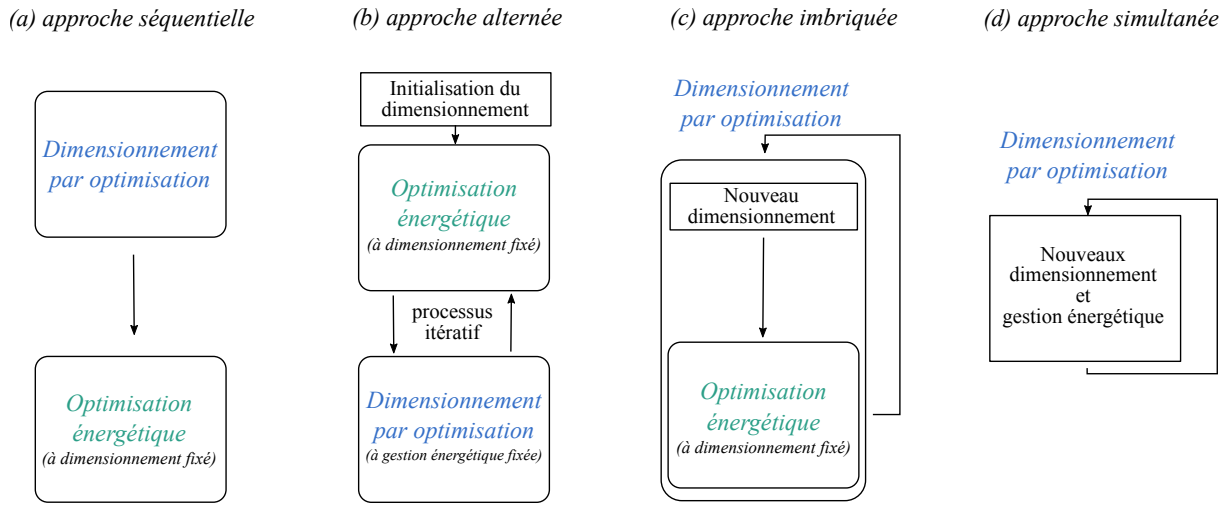 (a) approche séquentielle
Dimensionnement
par optimisation
Optimisation
énergétique
(à dimensionnement fixé)
(b) approche alternée
Initialisation du
dimensionnement
Optimisation
énergétique
(à dimensionnement fixé)
processus
itératif
Dimensionnement
par optimisation
(à gestion énergétique fixée)
(c) approche imbriquée
Dimensionnement
par optimisation
Nouveau
dimensionnement
Optimisation
énergétique
(à dimensionnement fixé)
(d) approche simultanée
Dimensionnement
par optimisation
Nouveaux
dimensionnement
et
gestion énergétique